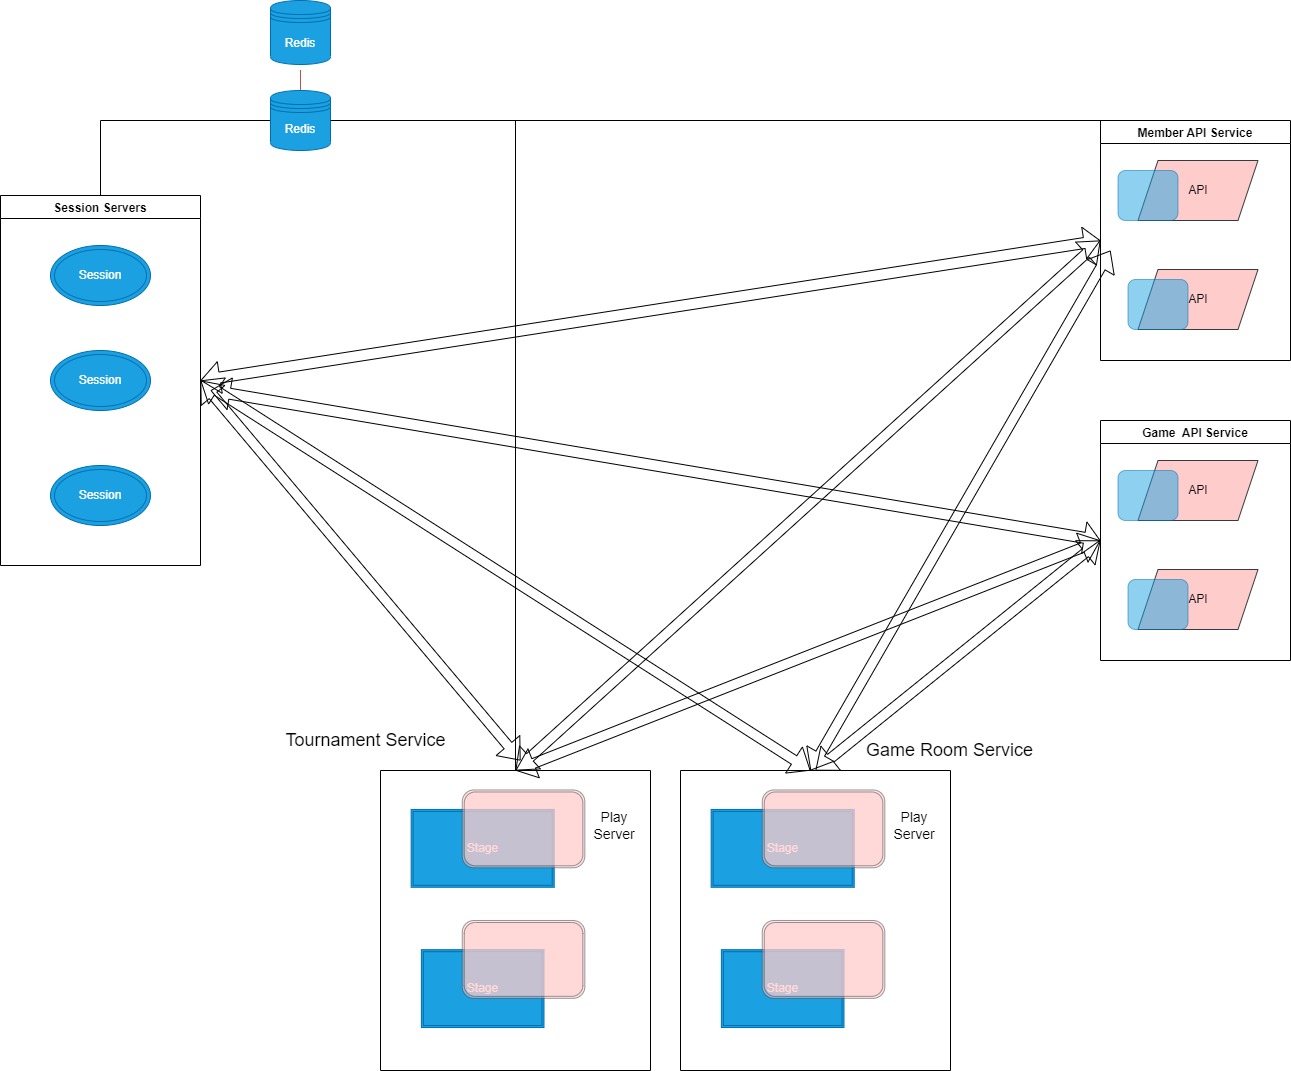 Redis
Redis
Member API Service
API
API
Session Servers
Session
Session
Session
Game API Service
API
API
Tournament Service
Game Room Service
Play
Server
Stage
Stage
Play
Server
Stage
Stage